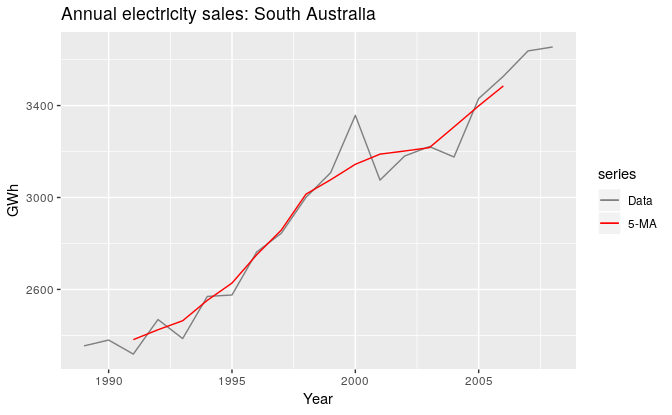 Annual electricity sales: South Australia
GWh
3400
3000
2600
1990
1995
2000
2005
Year
series
Data
5-MA